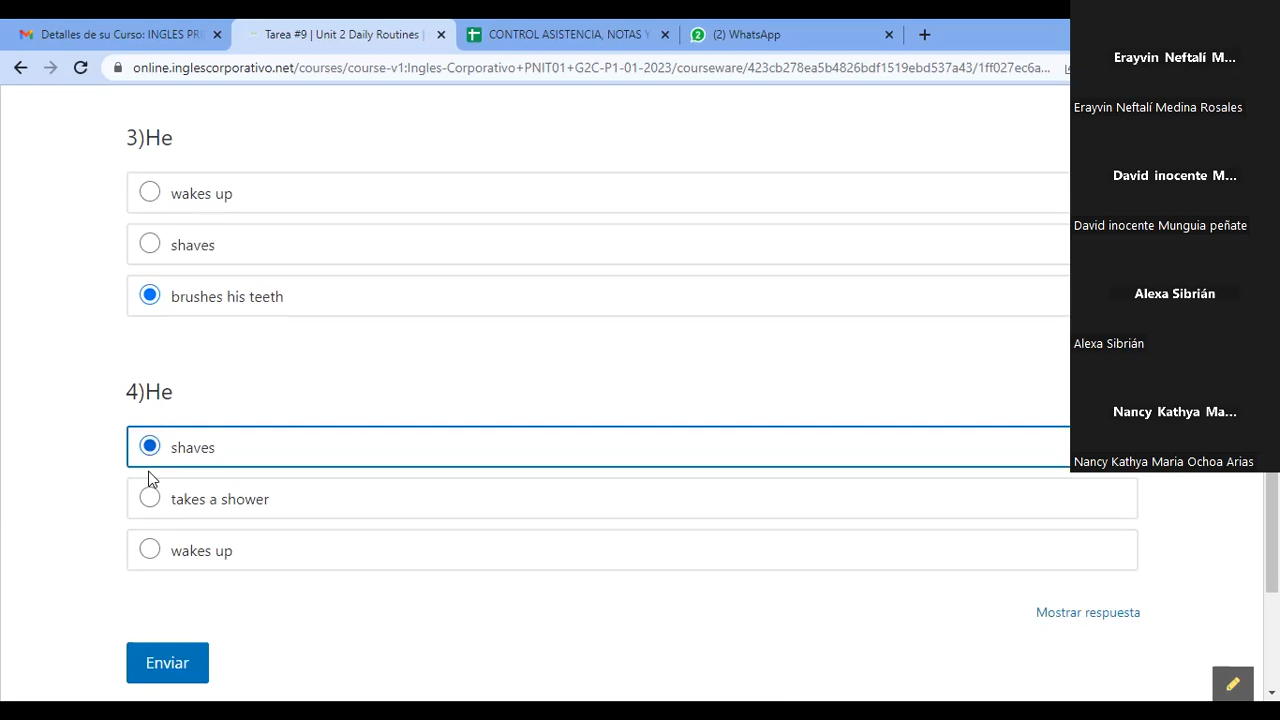 Detalles de su Curso: INGLES PRI
Tarea #9 | Unit 2 Daily Routines |
CONTROL ASISTENCIA, NOTAS Y
2
(2) WhatsApp
online.inglescorporativo.net/courses/course-v1:Ingles-Corporativo+PNIT01+G2C-P1-01-2023/courseware/423cb278ea5b4826bdf1519ebd537a43/1ff027ec6a...
3)He
wakes up
shaves
brushes his teeth
4)He
shaves
takes a shower
wakes up
Mostrar respuesta
Enviar
Erayvin Neftalí M...
Erayvin Neftalí Medina Rosales
David inocente M...
David inocente Munguia peñate
Alexa Sibrián
Alexa Sibrián
Nancy Kathya Ma...
Nancy Kathya Maria Ochoa Arias